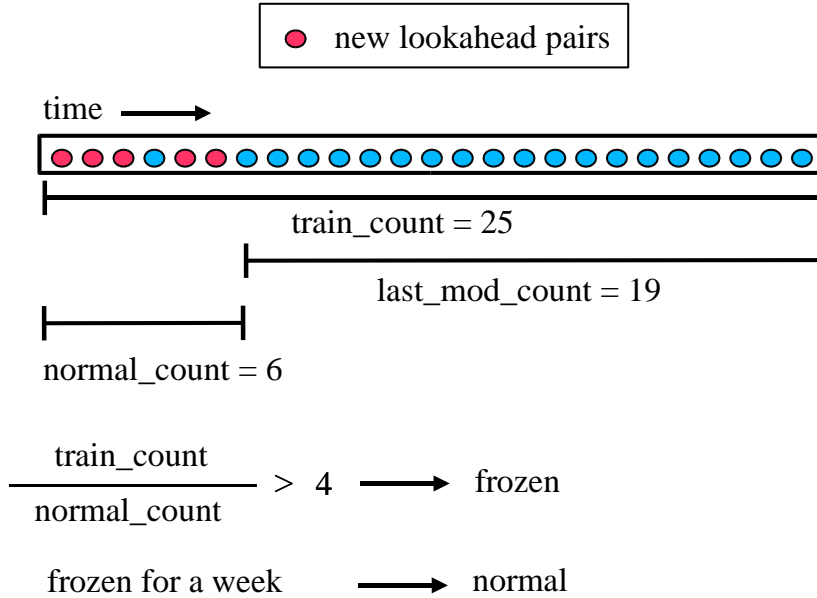 new lookahead pairs
time
train_count = 25
last_mod_count = 19
normal_count = 6
train_count
normal_count
> 4
frozen
frozen for a week
normal